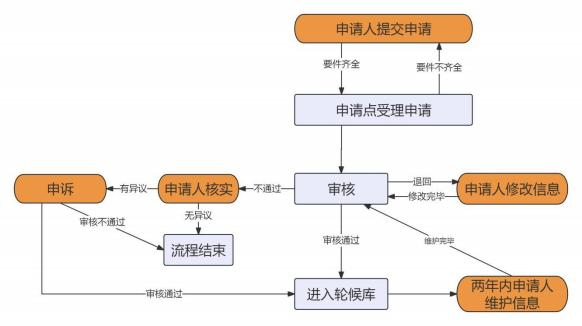 申请人提交申请
要件齐全
要件不齐全
申请点受理申请
申诉
有异议
申请人核实
不通过
审核
退回
修改完毕
申请人修改信息
无异议
审核不通过
流程结束
审核通过
维护完毕
审核通过
进入轮候库
两年内申请人
维护信息